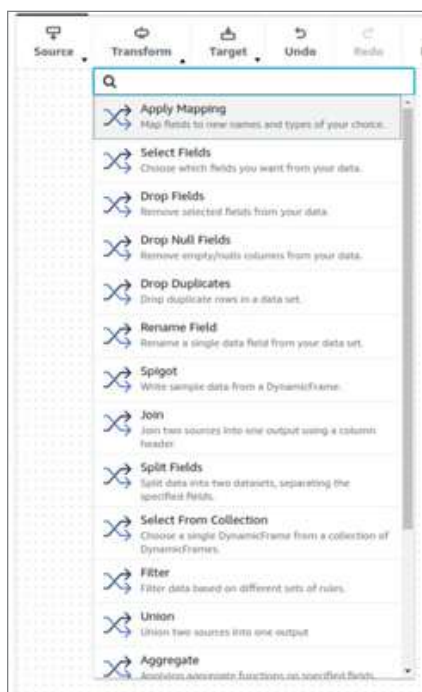 Source Transform Target Undo Redo
Apply Mapping
Map fields to new names and types of your choice.
Select Fields
Choose which fields you want from your data.
Drop Fields
Remove selected fields from your data.
Drop Null Fields
Remove empty/nulls columns from your data.
Drop Duplicates
Drop duplicate rows in a data set.
Rename Field
Rename a single data field from your data set.
Spigot
Write sample data from a DynamicFrame.
Join
Join two sources into one output using a column
header.
Split Fields
Split data into two datasets, separating the
specified fields.
Select From Collection
Choose a single DynamicFrame from a collection of
DynamicFrames.
Filter
Filter data based on different sets of rules.
Union
Union two sources into one output
Aggregate
Applying aggregate functions on specified fields.